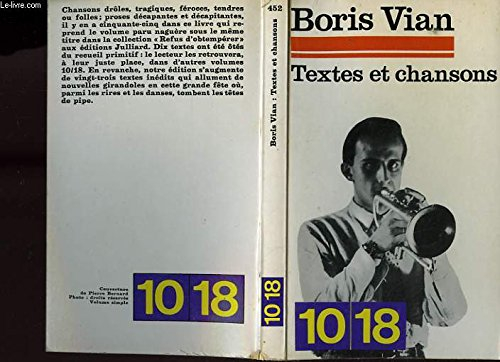 Chansons drôles, tragiques, féroces, tendres
ou folles; proses décapantes et décapitantes,
il y en a cinquante-cinq dans ce livre qui re-
prend le volume paru naguère sous le même
titre dans la collection « Refus d'obtempérer »
aux éditions Julliard. Dix textes ont été ôtés
du recueil primitif : le lecteur les retrouvera,
à leur juste place, dans d'autres volumes
10/18. En revanche, notre édition s'augmente
de vingt-trois textes inédits qui allument de
nouvelles girandoles en cette grande fête où,
parmi les rires et les danses, tombent les têtes
de pipe.
Couverture
de Pierre Bernard
Photo : droits réservés
Volume simple
10 18
452
Boris Vian : Textes et chansons
10 18
Boris Vian
Textes et chansons
10 18